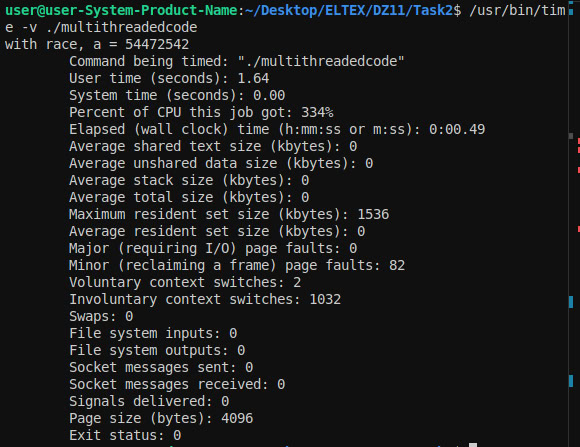 user@user-System-Product-Name:~/Desktop/ELTEX/DZ11/Task2$ /usr/bin/tim
e -v ./multithreadedcode
with race, a = 54472542
Command being timed: "./multithreadedcode"
User time (seconds): 1.64
System time (seconds): 0.00
Percent of CPU this job got: 334%
Elapsed (wall clock) time (h:mm:ss or m:ss): 0:00.49
Average shared text size (kbytes): 0
Average unshared data size (kbytes): 0
Average stack size (kbytes): 0
Average total size (kbytes): 0
Maximum resident set size (kbytes): 1536
Average resident set size (kbytes): 0
Major (requiring I/O) page faults: 0
Minor (reclaiming a frame) page faults: 82
Voluntary context switches: 2
Involuntary context switches: 1032
Swaps: 0
File system inputs: 0
File system outputs: 0
Socket messages sent: 0
Socket messages received: 0
Signals delivered: 0
Page size (bytes): 4096
Exit status: 0